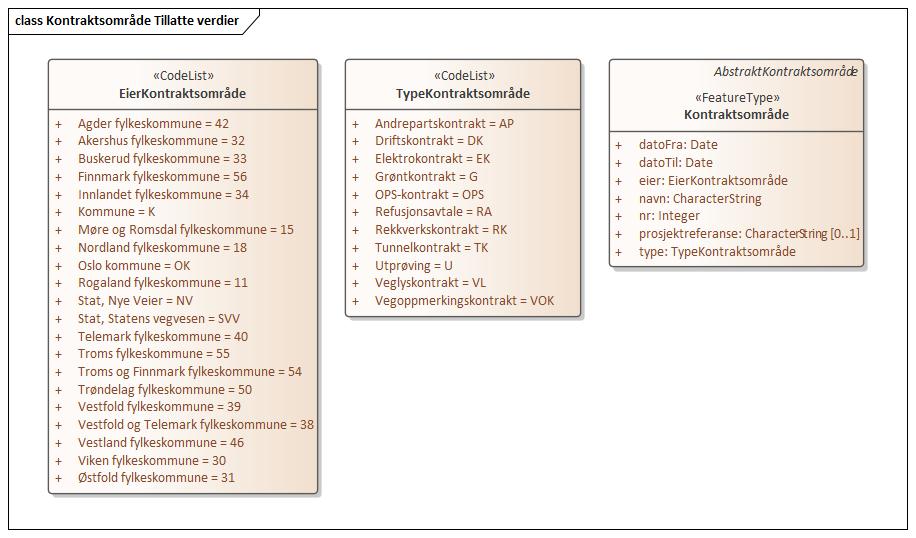 class Kontraktsområde Tillatte verdier
«CodeList»
EierKontraktsområde
+ Agder fylkeskommune = 42
+ Akershus fylkeskommune = 32
+ Buskerud fylkeskommune = 33
+ Finnmark fylkeskommune = 56
+ Innlandet fylkeskommune = 34
+ Kommune = K
+ Møre og Romsdal fylkeskommune = 15
+ Nordland fylkeskommune = 18
+ Oslo kommune = OK
+ Rogaland fylkeskommune = 11
+ Stat, Nye Veier = NV
+ Stat, Statens vegvesen = SVV
+ Telemark fylkeskommune = 40
+ Troms fylkeskommune = 55
+ Troms og Finnmark fylkeskommune = 54
+ Trøndelag fylkeskommune = 50
+ Vestfold fylkeskommune = 39
+ Vestfold og Telemark fylkeskommune = 38
+ Vestland fylkeskommune = 46
+ Viken fylkeskommune = 30
+ Østfold fylkeskommune = 31
«CodeList»
TypeKontraktsområde
+ Andrepartskontrakt = AP
+ Driftskontrakt = DK
+ Elektrokontrakt = EK
+ Grøntkontrakt = G
+ OPS-kontrakt = OPS
+ Refusjonsavtale = RA
+ Rekkverkskontrakt = RK
+ Tunnelkontrakt = TK
+ Utprøving = U
+ Veglyskontrakt = VL
+ Vegoppmerkingskontrakt = VOK
AbstraktKontraktsområde
«FeatureType»
Kontraktsområde
+ datoFra: Date
+ datoTil: Date
+ eier: EierKontraktsområde
+ navn: CharacterString
+ nr: Integer
+ prosjektreferanse: CharacterString [0..1]
+ type: TypeKontraktsområde